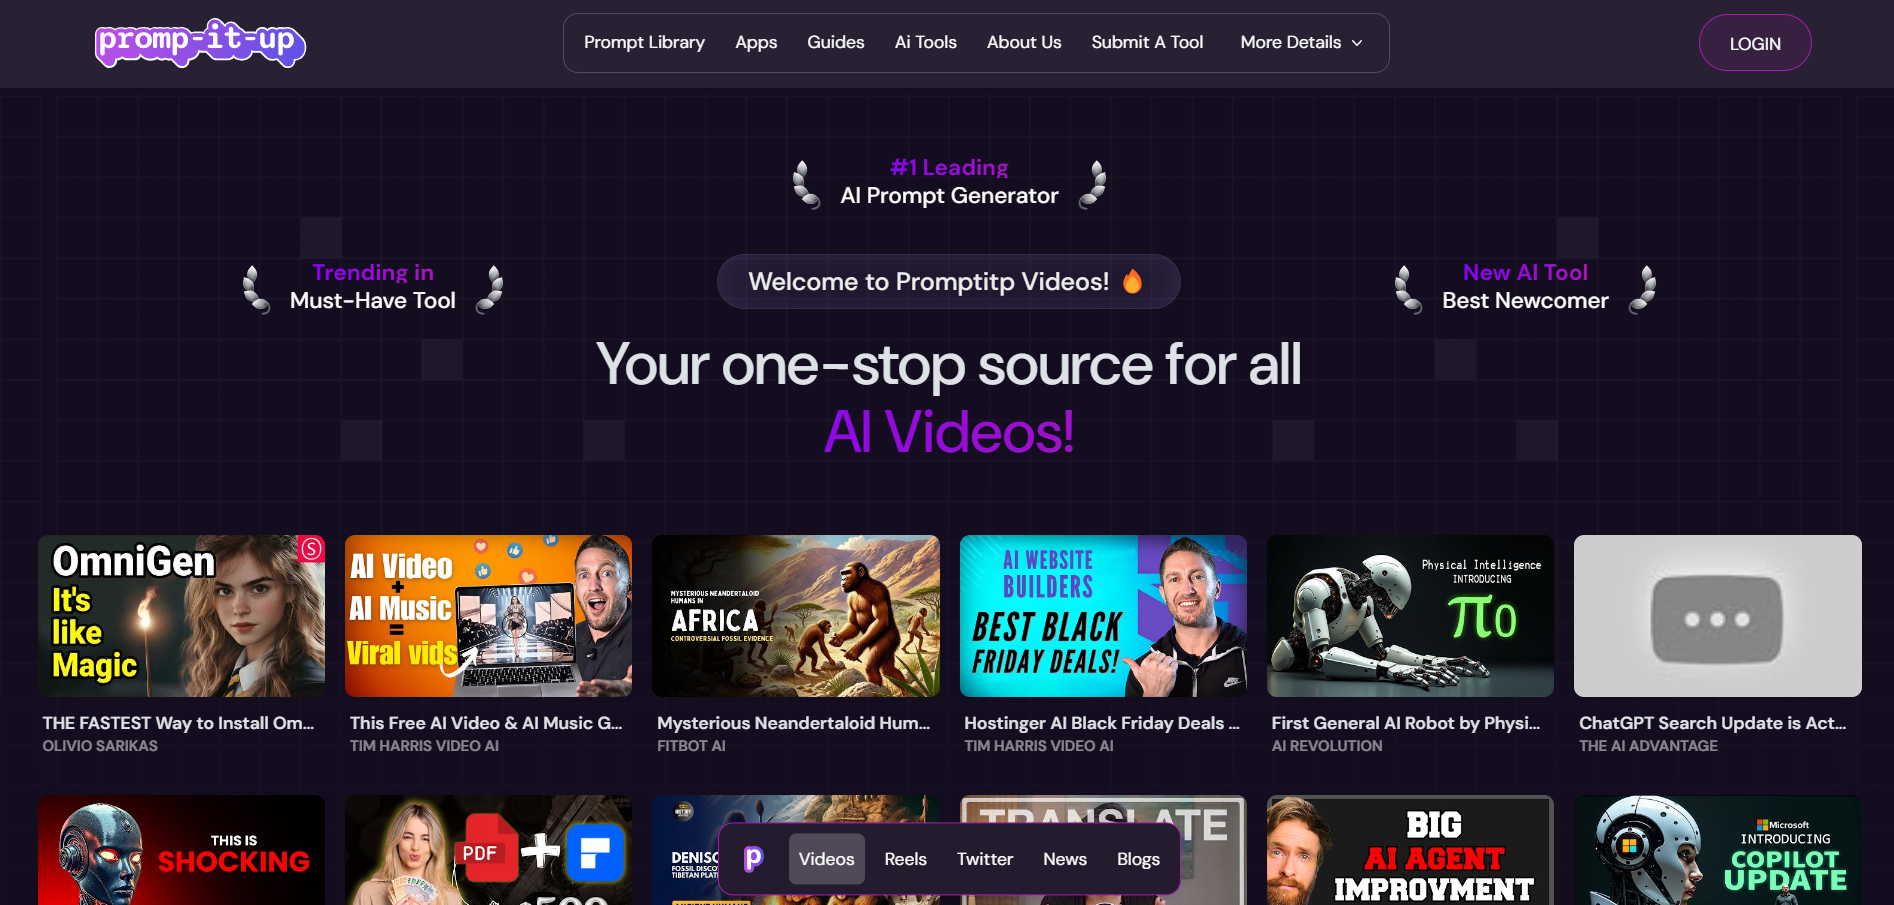 promp-it-up
Prompt Library Apps Guides Ai Tools About Us Submit A Tool More Details
LOGIN
#1 Leading
AI Prompt Generator
Trending in
Must-Have Tool
Welcome to Promptitp Videos!
New AI Tool
Best Newcomer
Your one-stop source for all
AI Videos!
OmniGen
It's
like
Magic
S
AI Video
+
AI Music
=
Viral vids
MYSTERIOUS NEANDERTALOID
HUMANS IN
AFRICA
CONTROVERSIAL FOSSIL EVIDENCE
AI WEBSITE
BUILDERS
BEST BLACK
FRIDAY DEALS!
Physical Intelligence
INTRODUCING
π0
THE FASTEST Way to Install Om...
OLIVIO SARIKAS
This Free AI Video & AI Music G...
TIM HARRIS VIDEO AI
Mysterious Neandertaloid Hum...
FITBOT AI
Hostinger AI Black Friday Deals ...
TIM HARRIS VIDEO AI
First General AI Robot by Physi...
AI REVOLUTION
ChatGPT Search Update is Act...
THE AI ADVANTAGE
THIS IS
SHOCKING
PDF
+
TRANSLATE
BIG
AI AGENT
IMPROVMENT
Microsoft
INTRODUCING
COPILOT
UPDATE
p Videos Reels Twitter News Blogs